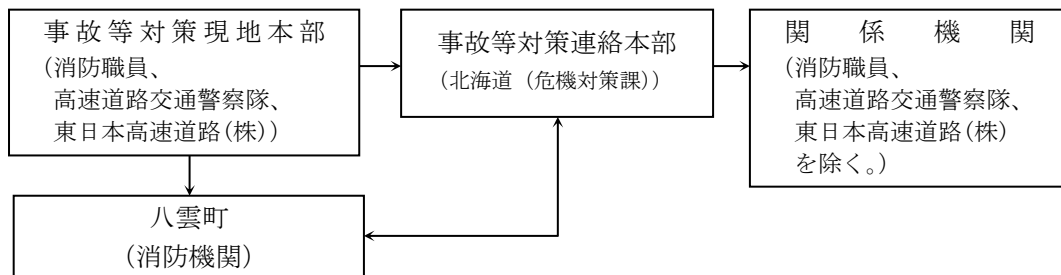 事故等対策現地本部
（消防職員、
高速道路交通警察隊、
東日本高速道路（株））
事故等対策連絡本部
（北海道（危機対策課））
関係機関
（消防職員、
高速道路交通警察隊、
東日本高速道路（株）
を除く。）
八雲町
（消防機関）